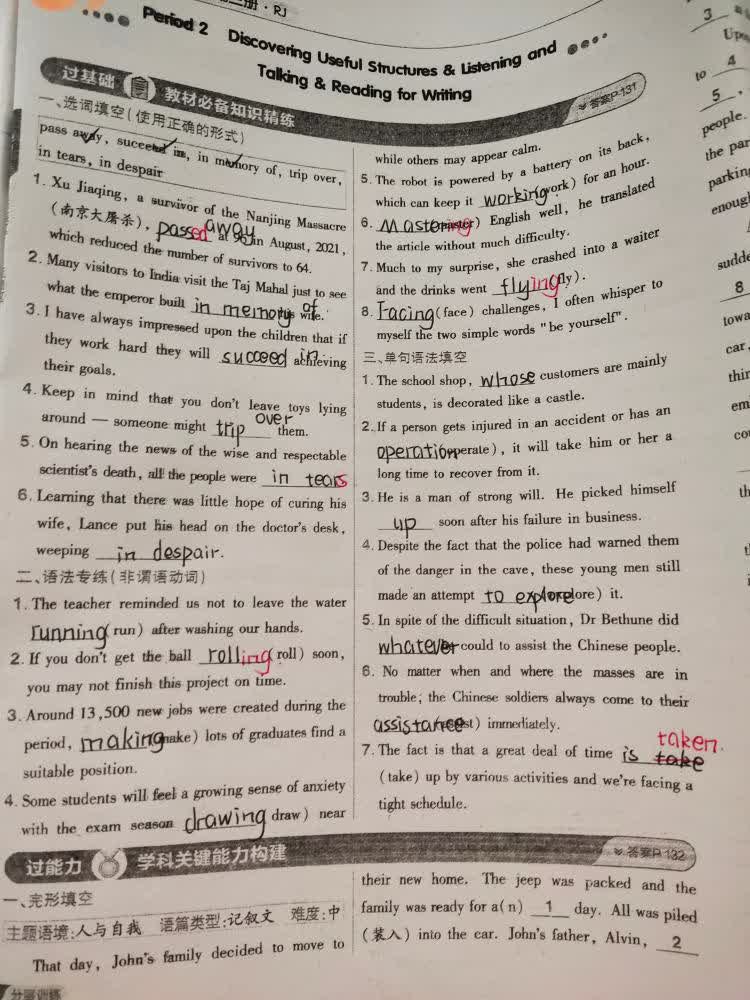 三册·RJ
Period 2 Discovering Useful Structures & Listening and
Talking & Reading for Writing
过基础 教材必备知识精练 答案P.131
一、选词填空(使用正确的形式)
pass away, succeed in, in memory of, trip over,
in tears, in despair
1. Xu Jiaqing, a survivor of the Nanjing Massacre
(南京大屠杀), passed away at 96 in August, 2021,
which reduced the number of survivors to 64.
2. Many visitors to India visit the Taj Mahal just to see
what the emperor built in memory of his wife.
3. I have always impressed upon the children that if
they work hard they will succeed in achieving
their goals.
4. Keep in mind that you don't leave toys lying
around — someone might trip over them.
5. On hearing the news of the wise and respectable
scientist's death, all the people were in tears
6. Learning that there was little hope of curing his
wife, Lance put his head on the doctor's desk,
weeping in despair.
二、语法专练(非谓语动词)
1. The teacher reminded us not to leave the water
running (run) after washing our hands.
2. If you don't get the ball rolling (roll) soon,
you may not finish this project on time.
3. Around 13,500 new jobs were created during the
period, making (make) lots of graduates find a
suitable position.
4. Some students will feel a growing sense of anxiety
with the exam season drawing (draw) near
while others may appear calm.
5. The robot is powered by a battery on its back,
which can keep it working (work) for an hour.
6. Mastering (master) English well, he translated
the article without much difficulty.
7. Much to my surprise, she crashed into a waiter
and the drinks went flying (fly).
8. Facing (face) challenges, I often whisper to
myself the two simple words "be yourself".
三、单句语法填空
1. The school shop, whose customers are mainly
students, is decorated like a castle.
2. If a person gets injured in an accident or has an
operation (operate), it will take him or her a
long time to recover from it.
3. He is a man of strong will. He picked himself
up soon after his failure in business.
4. Despite the fact that the police had warned them
of the danger in the cave, these young men still
made an attempt to explore (explore) it.
5. In spite of the difficult situation, Dr Bethune did
whatever could to assist the Chinese people.
6. No matter when and where the masses are in
trouble, the Chinese soldiers always come to their
assistance (assist) immediately.
7. The fact is that a great deal of time is take taken.
(take) up by various activities and we're facing a
tight schedule.
过能力 学科关键能力构建 答案P.132
一、完形填空
主题语境:人与自我 语篇类型:记叙文 难度:中
That day, John's family decided to move to
their new home. The jeep was packed and the
family was ready for a(n) 1 day. All was piled
(装入) into the car. John's father, Alvin, 2
分层训练
3
Upo
to 4
5 ,
people.
the par
parking
enoug
sudde
8
towa
car,
thir
em
co
th